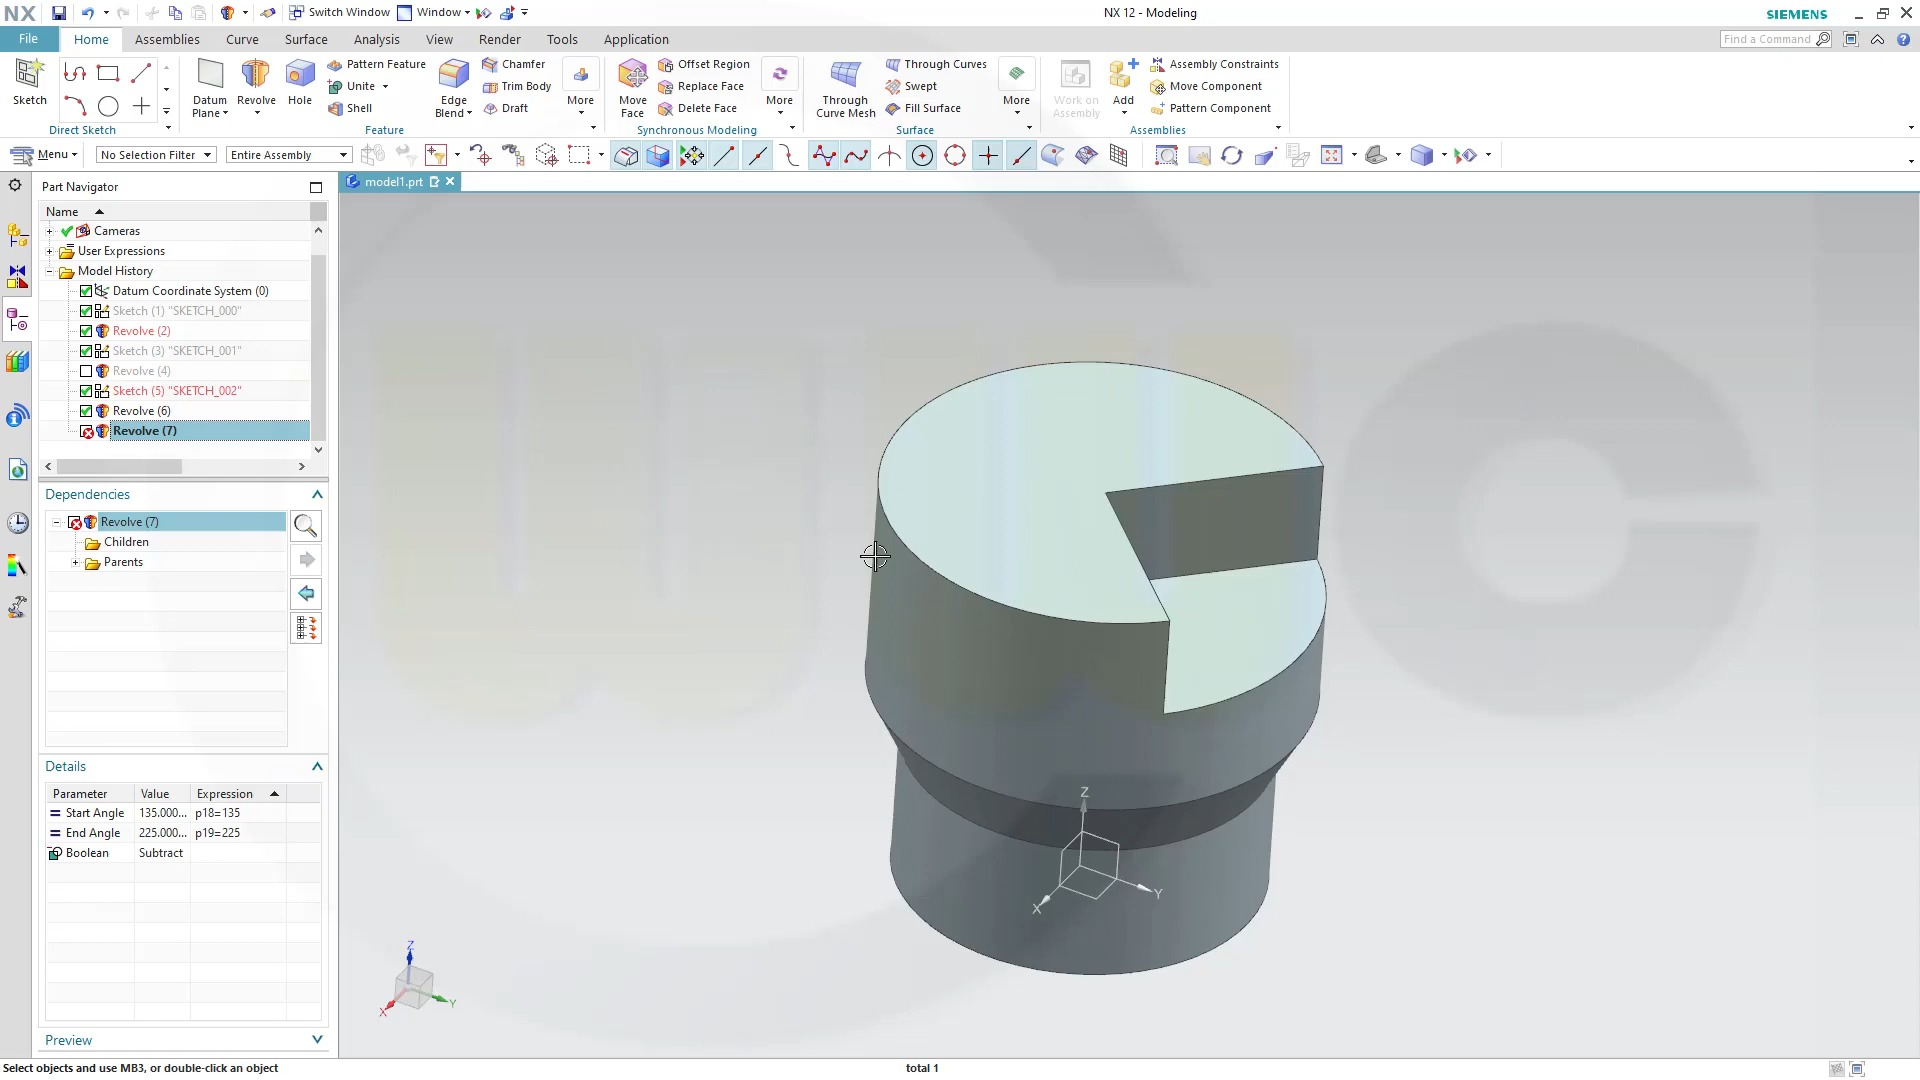 NX
Switch Window
Window
NX 12 - Modeling
SIEMENS
File
Home
Assemblies
Curve
Surface
Analysis
View
Render
Tools
Application
Find a Command
Sketch
Direct Sketch
Datum Plane
Revolve
Hole
Pattern Feature
Unite
Shell
Edge Blend
Chamfer
Trim Body
Draft
More
Feature
Move Face
Offset Region
Replace Face
Delete Face
More
Synchronous Modeling
Through Curve Mesh
Through Curves
Swept
Fill Surface
More
Surface
Work on Assembly
Add
Assembly Constraints
Move Component
Pattern Component
Assemblies
Menu
No Selection Filter
Entire Assembly
Part Navigator
model1.prt
Name
Cameras
User Expressions
Model History
Datum Coordinate System (0)
Sketch (1) "SKETCH_000"
Revolve (2)
Sketch (3) "SKETCH_001"
Revolve (4)
Sketch (5) "SKETCH_002"
Revolve (6)
Revolve (7)
Dependencies
Revolve (7)
Children
Parents
Details
Parameter Value Expression
Start Angle 135.000... p18=135
End Angle 225.000... p19=225
Boolean Subtract
Preview
Z
Y
X
Z
Y
X
Select objects and use MB3, or double-click an object
total 1